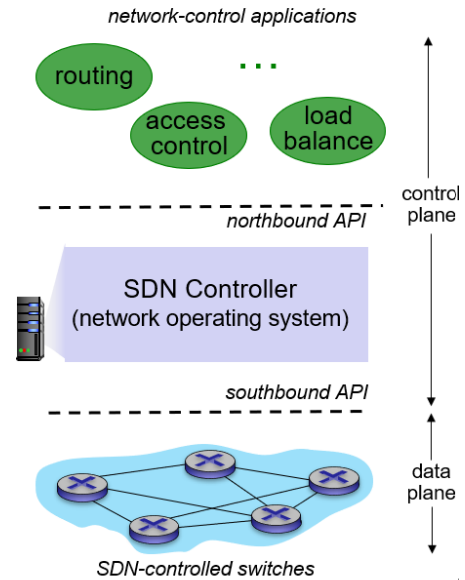 network-control applications
routing
...
access
control
load
balance
control
plane
northbound API
SDN Controller
(network operating system)
southbound API
data
plane
SDN-controlled switches